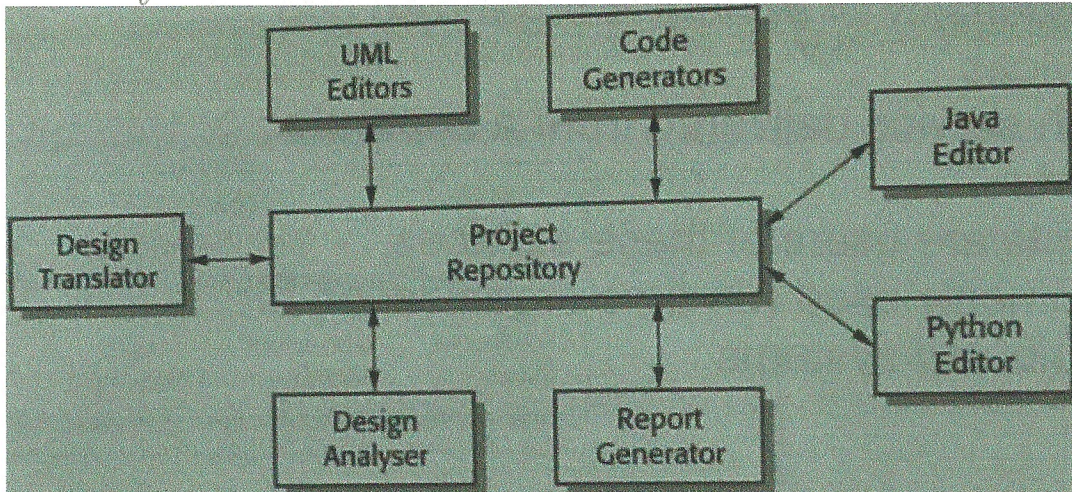 UML
Editors
Code
Generators
Java
Editor
Project
Repository
Design
Translator
Python
Editor
Design
Analyser
Report
Generator